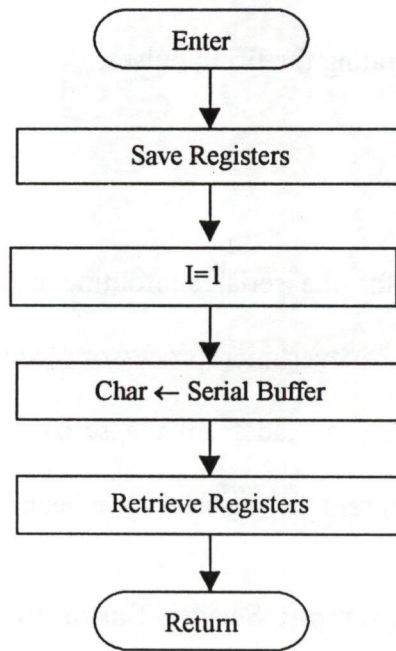 Enter
Save Registers
I=1
Char ← Serial Buffer
Retrieve Registers
Return